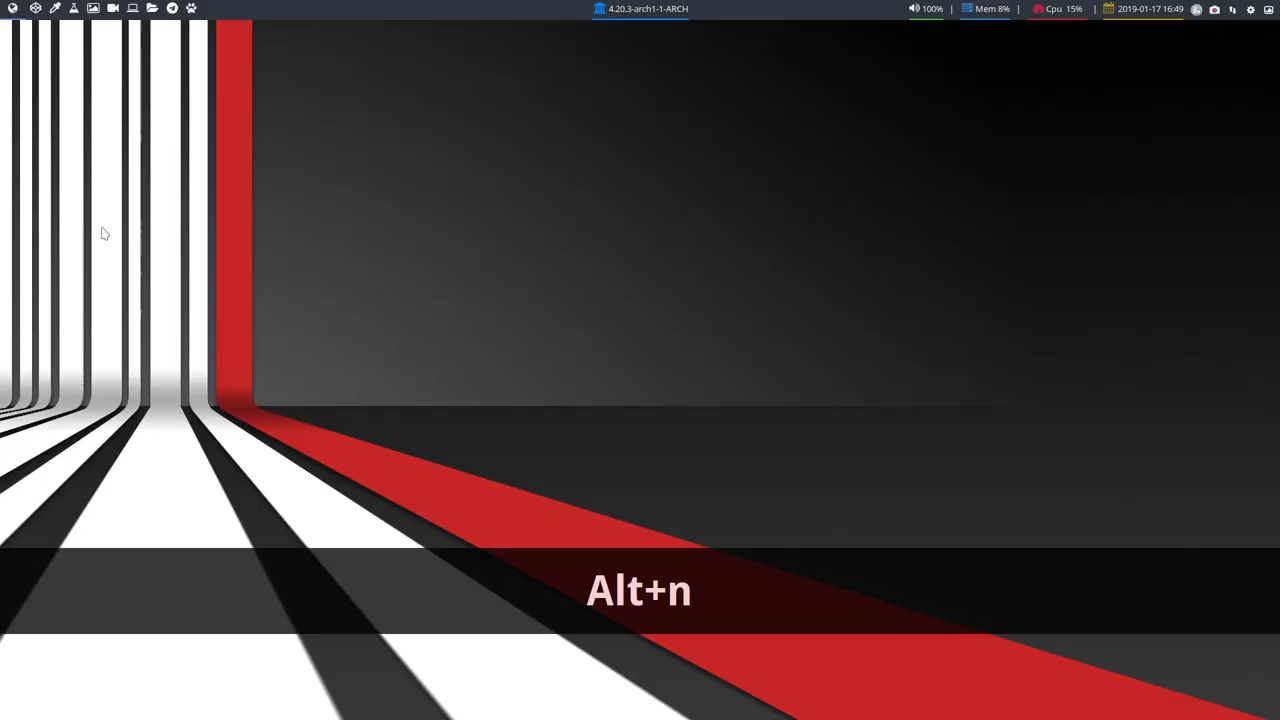 4.20.3-arch1-1-ARCH
100% | Mem 8% | Cpu 15% | 2019-01-17 16:49
Alt+n